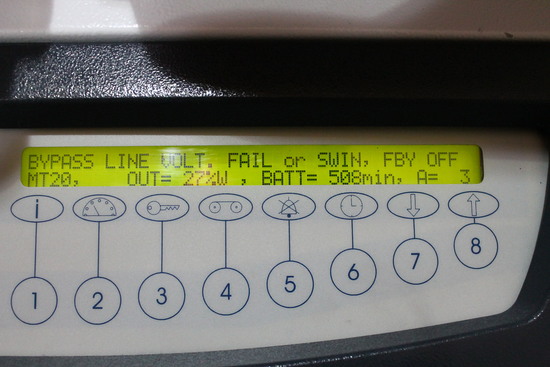 BYPASS LINE VOLT. FAIL or SWIN, FBY OFF
MT20, OUT= 27%W , BATT= 508min, A= 3
i
1 2 3 4 5 6 7 8